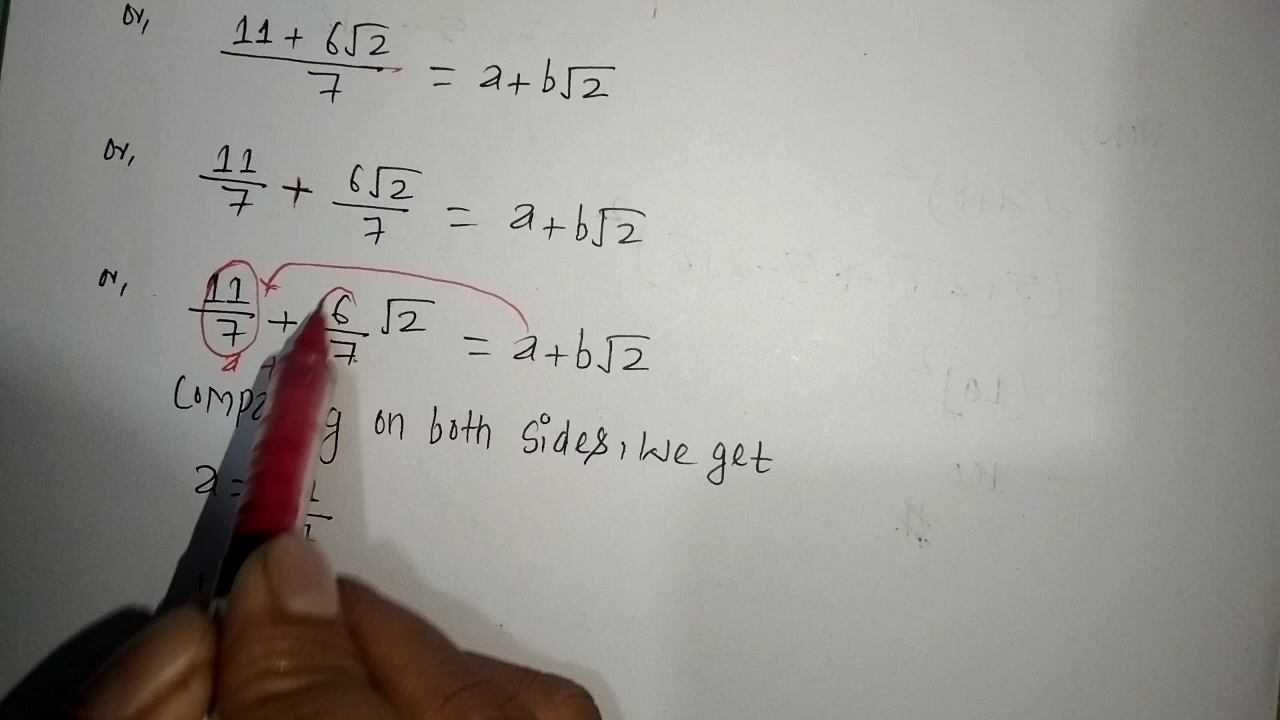 or,
11 + 6√2 / 7 = a + b√2
or,
11/7 + 6√2/7 = a + b√2
or,
11/7 + 6/7 √2 = a + b√2
a
on both sides, we get
a =